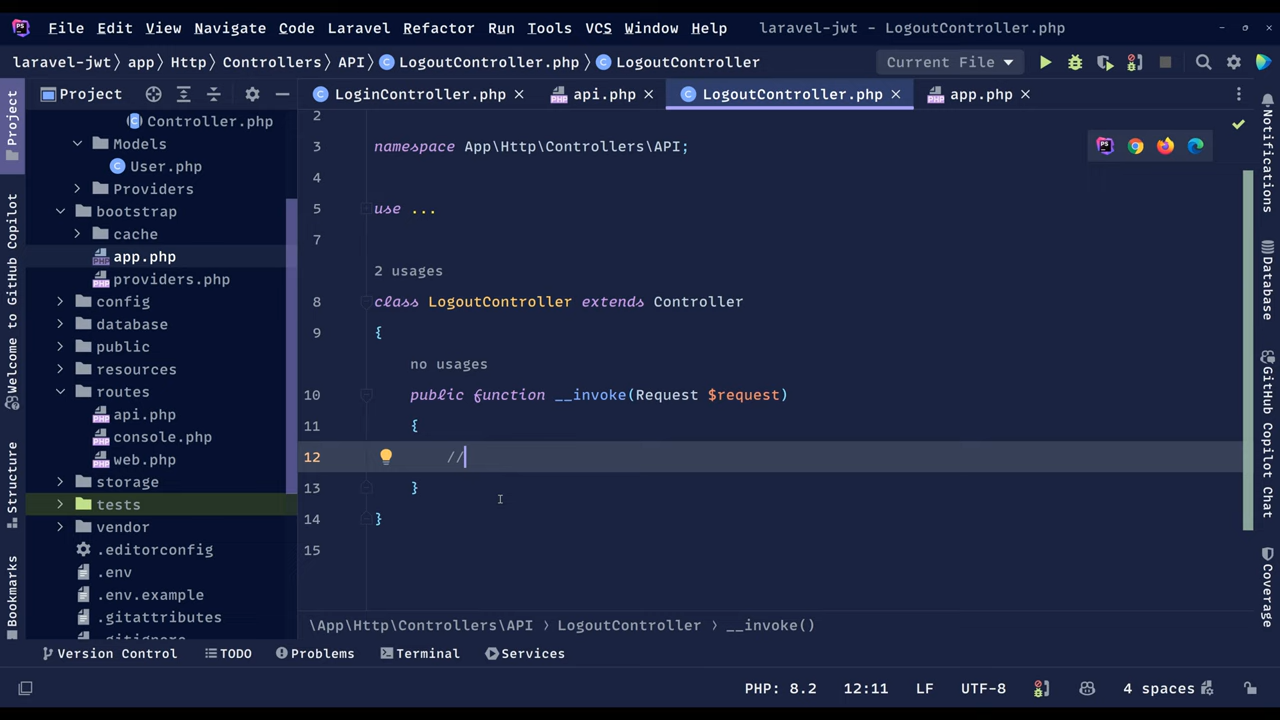 File Edit View Navigate Code Laravel Refactor Run Tools VCS Window Help laravel-jwt - LogoutController.php
laravel-jwt app Http Controllers API LogoutController.php LogoutController Current File
Project LoginController.php api.php LogoutController.php app.php
Project
Welcome to GitHub Copilot
Structure
Bookmarks
Controller.php
Models
User.php
Providers
bootstrap
cache
app.php
providers.php
config
database
public
resources
routes
api.php
console.php
web.php
storage
tests
vendor
.editorconfig
.env
.env.example
.gitattributes
.gitignore
2
3 namespace App\Http\Controllers\API;
4
5 use ...
7
2 usages
8 class LogoutController extends Controller
9 {
no usages
10 public function __invoke(Request $request)
11 {
12 //
13 }
14 }
15
\App\Http\Controllers\API › LogoutController › __invoke()
Notifications
Database
GitHub Copilot Chat
Coverage
Version Control TODO Problems Terminal Services
PHP: 8.2 12:11 LF UTF-8 4 spaces